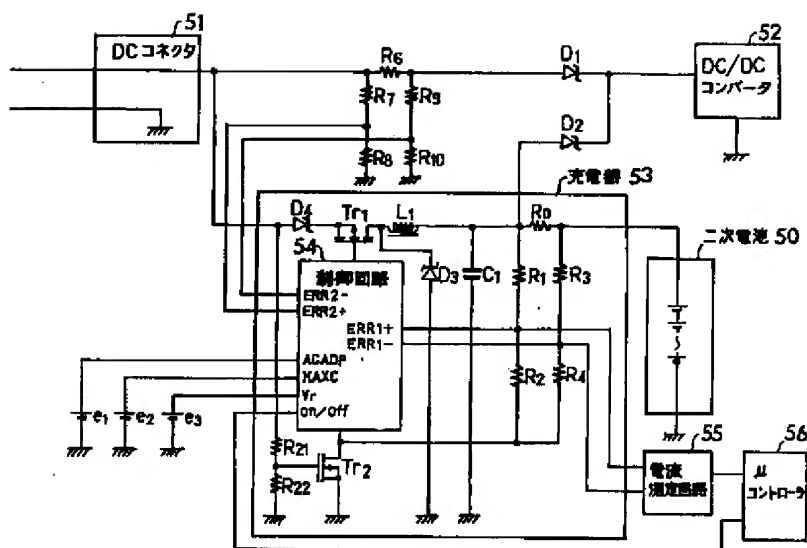 51
DCコネクタ
R6
D1
52
DC/DC
コンバータ
R7
R9
D2
R8
R10
充電器 53
D4
Tr1
L1
R0
二次電池 50
54
制御回路
D3
C1
R1
R3
ERR2-
ERR2+
ERR1+
ERR1-
ACADP
MAXC
Vr
on/off
R2
R4
e1
e2
e3
R21
Tr2
R22
55
電流
測定回路
56
μ
コントローラ